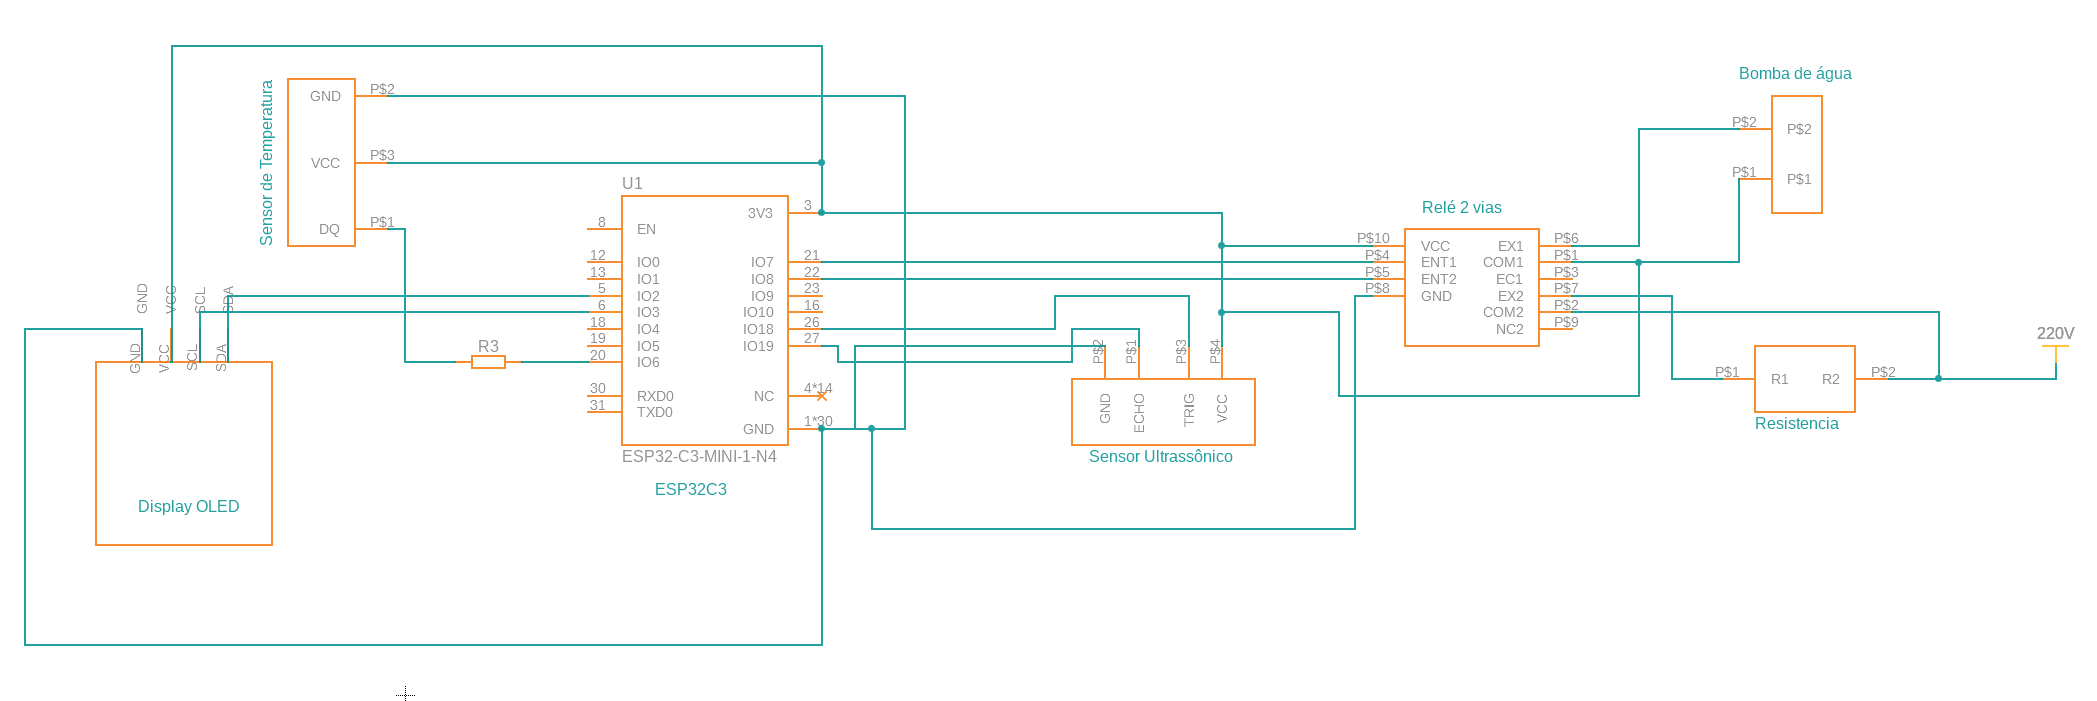 Sensor de Temperatura
GND
P$2
VCC
P$3
DQ
P$1
GND
VCC
SCL
SDA
GND
VCC
SCL
SDA
Display OLED
R3
U1
8
EN
12
IO0
13
IO1
5
IO2
6
IO3
18
IO4
19
IO5
20
IO6
30
RXD0
31
TXD0
3V3
3
IO7
21
IO8
22
IO9
23
IO10
16
IO18
26
IO19
27
NC
4*14
GND
1*30
ESP32-C3-MINI-1-N4
ESP32C3
P$2
P$1
P$3
P$4
GND
ECHO
TRIG
VCC
Sensor Ultrassônico
Relé 2 vias
P$10
VCC
P$4
ENT1
P$5
ENT2
P$8
GND
EX1
P$6
COM1
P$1
EC1
P$3
EX2
P$7
COM2
P$2
NC2
P$9
Bomba de água
P$2
P$2
P$1
P$1
P$1
R1
R2
P$2
Resistencia
220V